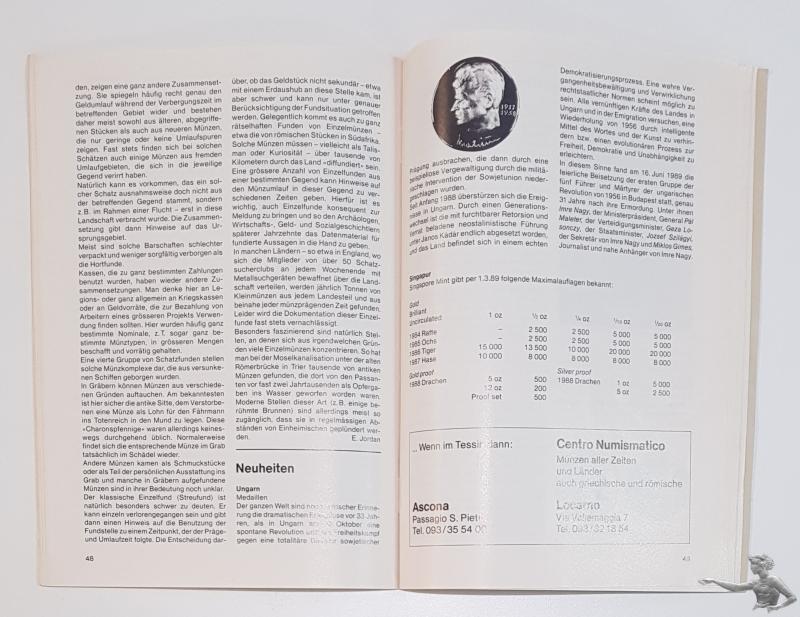 den, zeigen eine ganz andere Zusammenset-
zung. Sie spiegeln häufig recht genau den
Geldumlauf während der Verbergungszeit im
betreffenden Gebiet wider und bestehen
daher meist sowohl aus älteren, abgegriffe-
nen Stücken als auch aus neueren Münzen,
die nur geringe oder keine Umlaufspuren
zeigen. Fast stets finden sich bei solchen
Schätzen auch einige Münzen aus fremden
Umlaufgebieten, die sich in die jeweilige
Gegend verirrt haben.
Natürlich kann es vorkommen, das ein sol-
cher Schatz ausnahmsweise doch nicht aus
der betreffenden Gegend stammt, sondern
z.B. im Rahmen einer Flucht – erst in diese
Landschaft verbracht wurde. Die Zusammen-
setzung gibt dann Hinweise auf das Ur-
sprungsgebiet.
Meist sind solche Barschaften schlechter
verpackt und weniger sorgfältig verborgen als
die Hortfunde.
Kassen, die zu ganz bestimmten Zahlungen
benutzt wurden, haben wieder andere Zu-
sammensetzungen. Man denke hier an Le-
gions- oder ganz allgemein an Kriegskassen
oder an Geldvorräte, die zur Bezahlung von
Arbeitern eines grösseren Projekts Verwen-
dung finden sollten. Hier wurden häufig ganz
bestimmte Nominale, z.T. sogar ganz be-
stimmte Münztypen, in grösseren Mengen
beschafft und vorrätig gehalten.
Eine vierte Gruppe von Schatzfunden stellen
solche Münzkomplexe dar, die aus versunke-
nen Schiffen geborgen wurden.
In Gräbern können Münzen aus verschiede-
nen Gründen auftauchen. Am bekanntesten
ist hier sicher die antike Sitte, dem Verstorbe-
nen eine Münze als Lohn für den Fährmann
ins Totenreich in den Mund zu legen. Diese
«Charonspfennige» waren allerdings keines-
wegs durchgehend üblich. Normalerweise
findet sich die entsprechende Münze im Grab
tatsächlich im Schädel wieder.
Andere Münzen kamen als Schmuckstücke
oder als Teil der persönlichen Ausstattung ins
Grab und manche in Gräbern aufgefundene
Münzen sind in ihrer Bedeutung noch unklar.
Der klassische Einzelfund (Streufund) ist
natürlich besonders schwer zu deuten. Er
kann einzeln verlorengegangen sein und gibt
dann einen Hinweis auf die Benutzung der
Fundstelle zu einem Zeitpunkt, der der Präge-
und Umlaufzeit folgte. Die Entscheidung dar-
48
über, ob das Geldstück nicht sekundär – etwa
mit einem Erdaushub an diese Stelle kam, ist
aber schwer und kann nur unter genauer
Berücksichtigung der Fundsituation getroffen
werden. Gelegentlich kommt es auch zu ganz
rätselhaften Funden von Einzelmünzen –
etwa die von römischen Stücken in Südafrika.
Solche Münzen müssen – vielleicht als Talis-
man oder Kuriosität – über tausende von
Kilometern durch das Land «diffundiert» sein.
Eine grössere Anzahl von Einzelfunden aus
einer bestimmten Gegend kann Hinweise auf
den Münzumlauf in dieser Gegend zu ver-
schiedenen Zeiten geben. Hierfür ist es
wichtig, auch Einzelfunde konsequent zur
Meldung zu bringen und so den Archäologen,
Wirtschafts-, Geld- und Sozialgeschichtlern
späterer Jahrzehnte das Datenmaterial für
fundierte Aussagen in die Hand zu geben.
In manchen Ländern – so etwa in England, wo
sich die Mitglieder von über 50 Schatz-
sucherclubs an jedem Wochenende mit
Metallsuchgeräten bewaffnet über die Land-
schaft verteilen, werden jährlich Tonnen von
Kleinmünzen aus jedem Landesteil und aus
beinahe jeder münzprägenden Zeit gefunden.
Leider wird die Dokumentation dieser Einzel-
funde fast stets vernachlässigt.
Besonders faszinierend sind natürlich Stel-
len, an denen sich aus irgendwelchen Grün-
den viele Einzelmünzen konzentrieren. So hat
man bei der Moselkanalisation unter der alten
Römerbrücke in Trier tausende von antiken
Münzen gefunden, die dort von den Passan-
ten vor fast zwei Jahrtausenden als Opferga-
ben ins Wasser geworfen worden waren.
Moderne Stellen dieser Art (z.B. einige be-
rühmte Brunnen) sind allerdings meist so
zugänglich, dass sie in regelmässigen Ab-
ständen von Einheimischen geplündert wer-
den.
E. Jordan
Neuheiten
Ungarn
Medaillen
Der ganzen Welt sind noch in
rung die dramatischen 33 Jah-
ren, als in Ungarn Oktober eine
spontane Revolution Freiheitskampf
gegen eine totalitäre sowjetischer
1932
1989
Prägung ausbrachen, die dann durch eine
beispiellose Vergewaltigung durch die militä-
rische Intervention der Sowjetunion nieder-
geschlagen wurden.
Seit Anfang 1988 überstürzen sich die Ereig-
nisse in Ungarn. Durch einen Generations-
wechsel ist die mit furchtbarer Retorsion und
beladene neostalinistische Führung
unter Janos Kádár endlich abgesetzt worden,
und das Land befindet sich in einem echten
Demokratisierungsprozess. Eine wahre Ver-
gangenheitsbewältigung und Verwirklichung
rechtstaatlicher Normen scheint möglich zu
sein. Alle vernünftigen Kräfte des Landes in
Ungarn und in der Emigration versuchen, eine
Wiederholung von 1956 durch intelligente
Mittel des Wortes und der Kunst zu verhin-
dern bzw. einen evolutionären Prozess zur
Freiheit, Demokratie und Unabhängigkeit zu
erleichtern.
In diesem Sinne fand am 16. Juni 1989 die
feierliche Beisetzung der ersten Gruppe der
fünf Führer und Märtyrer der ungarischen
Revolution von 1956 in Budapest statt, genau
31 Jahre nach ihrer Ermordung. Unter ihnen
Imre Nagy, der Ministerpräsident, General Pal
Maleter, der Verteidigungsminister, Geza Lo-
sonczy, der Staatsminister, Joszef Szilágyi,
der Sekretär von Imre Nagy und Miklos Gimes,
Journalist und nahe Anhänger von Imre Nagy.
Singapur
Singapore Mint gibt per 1.3.89 folgende Maximalauflagen bekannt:
Gold
Brillant
Uncirculated 1 oz 1/2 oz 1/4 oz 1/10 oz 1/20 oz
1984 Ratte – 2 500 2 500 5 000 5 000
1985 Ochs – 2 500 2 500 5 000 5 000
1986 Tiger 15 000 13 500 10 000 20 000 20 000
1987 Hase 10 000 8 000 8 000 8 000 8 000
Gold proof Silver proof
1988 Drachen 5 oz 500 1988 Drachen 1 oz 5 000
12 oz 200 5 oz 2 500
Proof set 500
... Wenn im Tessin dann:
Centro Numismatico
Münzen aller Zeiten
und Länder
auch griechische und römische
Ascona
Passagio S. Pietro
Tel. 093/35 54 00
Locarno
Via Vallemaggia 7
Tel. 093/32 18 54
49